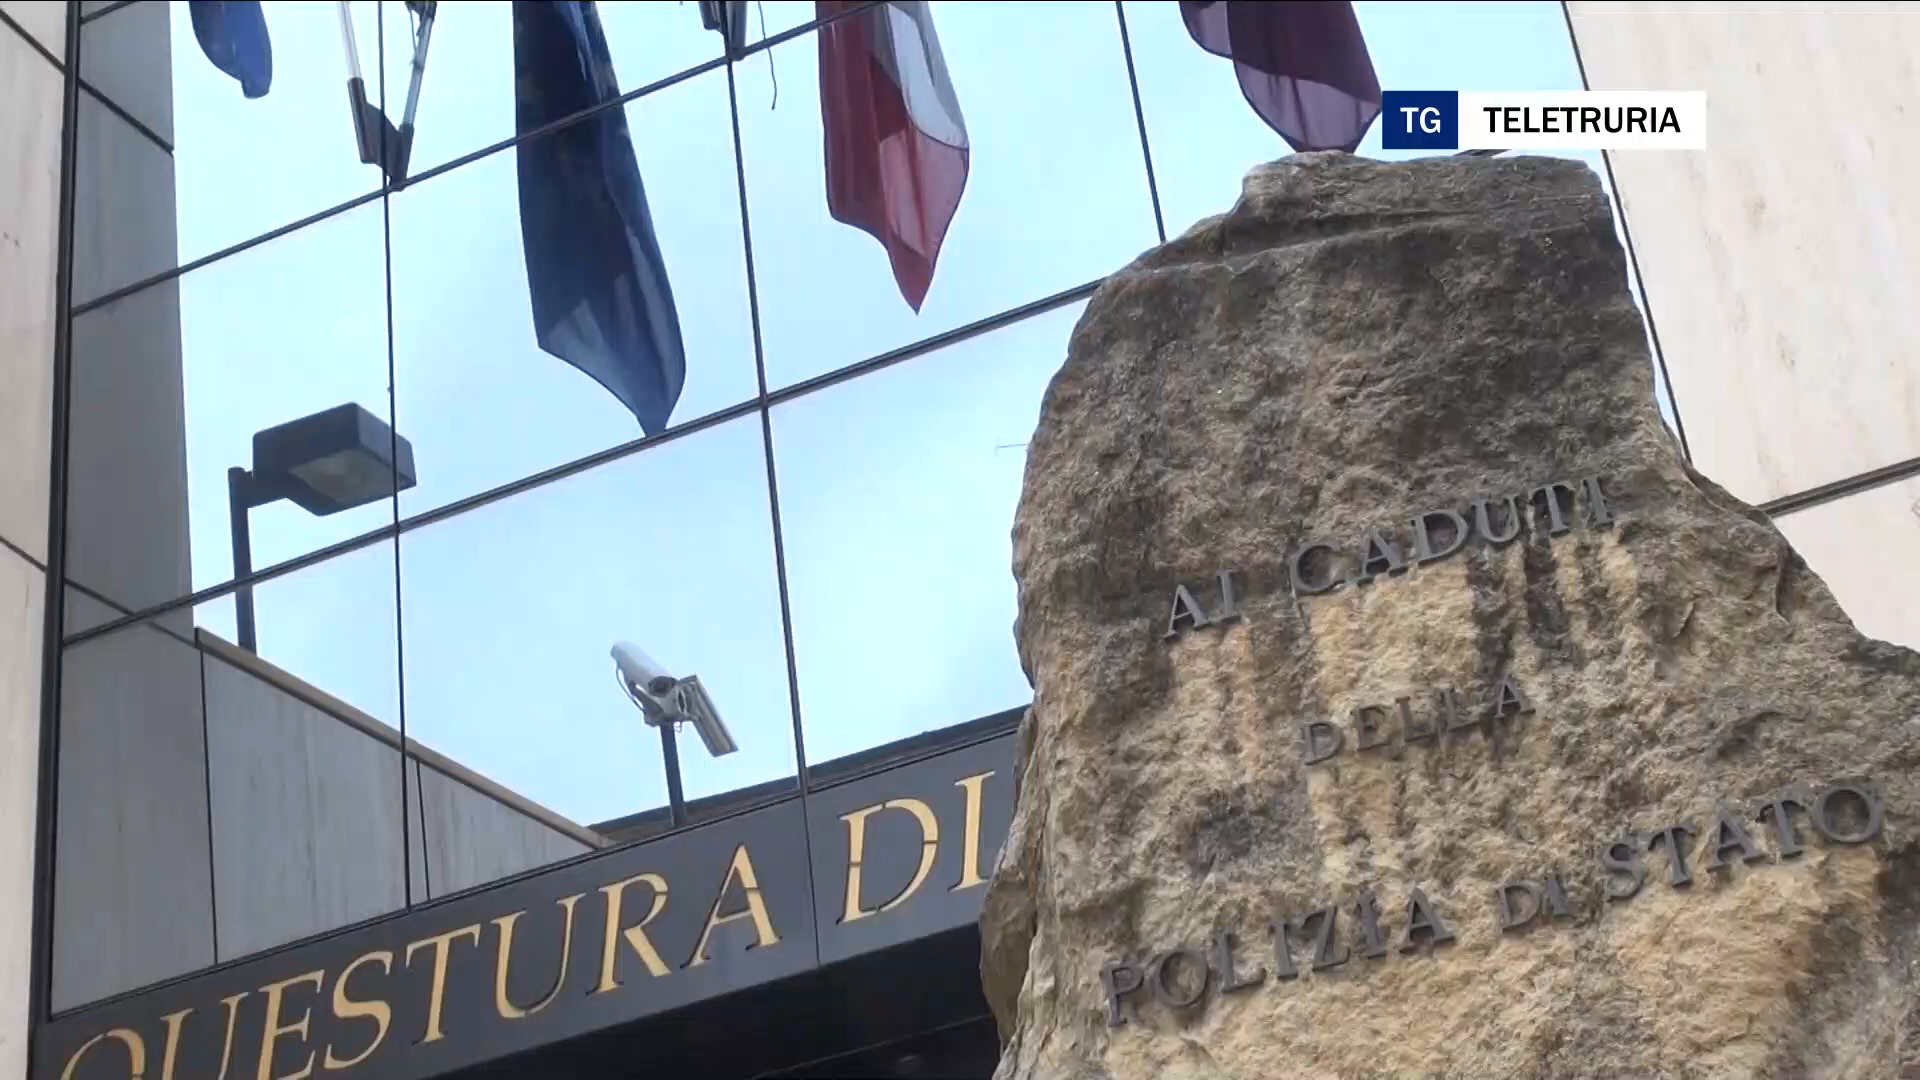 TG TELETRURIA
AI CADUTI
DELLA
POLIZIA DI STATO
QUESTURA DI